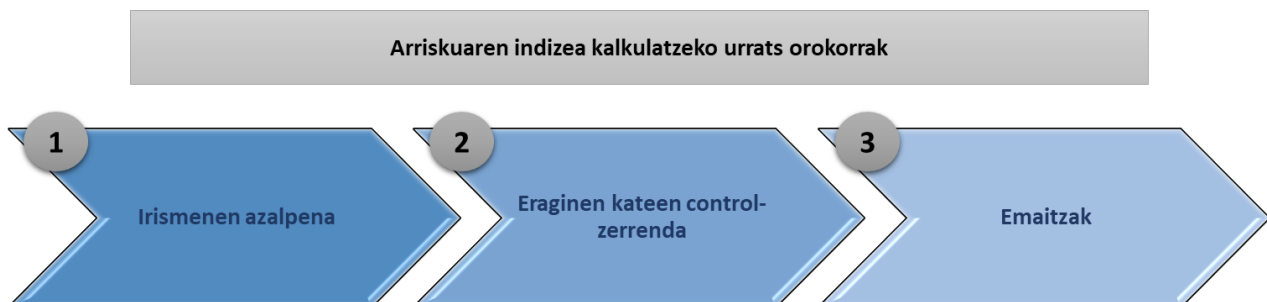 Arriskuaren indizea kalkulatzeko urrats orokorrak
1
Irismenen azalpena
2
Eraginen kateen control-
zerrenda
3
Emaitzak